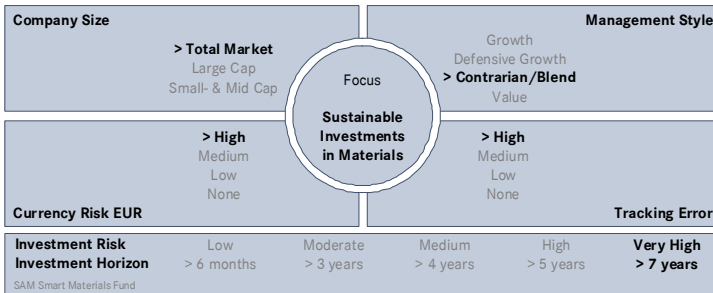 Company Size
> Total Market
Large Cap
Small- & Mid Cap
Management Style
Growth
Defensive Growth
> Contrarian/Blend
Value
Focus
Sustainable
Investments
in Materials
> High
Medium
Low
None
Currency Risk EUR
> High
Medium
Low
None
Tracking Error
Investment Risk Low Moderate Medium High Very High
Investment Horizon > 6 months > 3 years > 4 years > 5 years > 7 years
SAM Smart Materials Fund